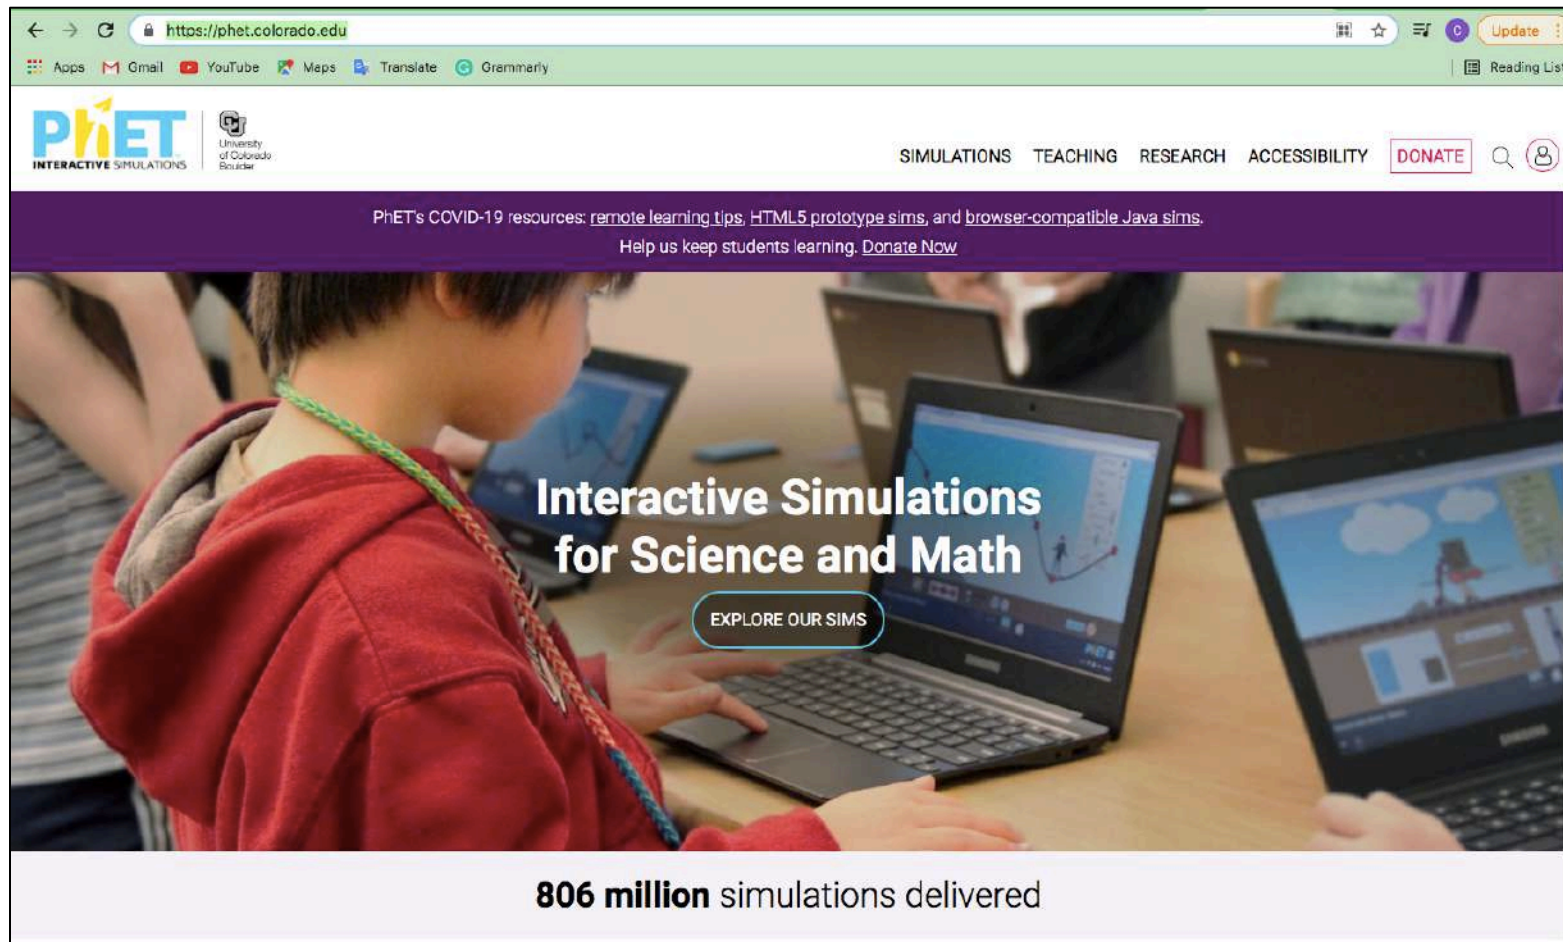 https://phet.colorado.edu
Update
Apps Gmail YouTube Maps Translate Grammarly Reading List
PhET
INTERACTIVE SIMULATIONS
CU
University
of Colorado
Boulder
SIMULATIONS TEACHING RESEARCH ACCESSIBILITY DONATE
PhET's COVID-19 resources: remote learning tips, HTML5 prototype sims, and browser-compatible Java sims.
Help us keep students learning. Donate Now
Interactive Simulations
for Science and Math
EXPLORE OUR SIMS
SAMSUNG
806 million simulations delivered